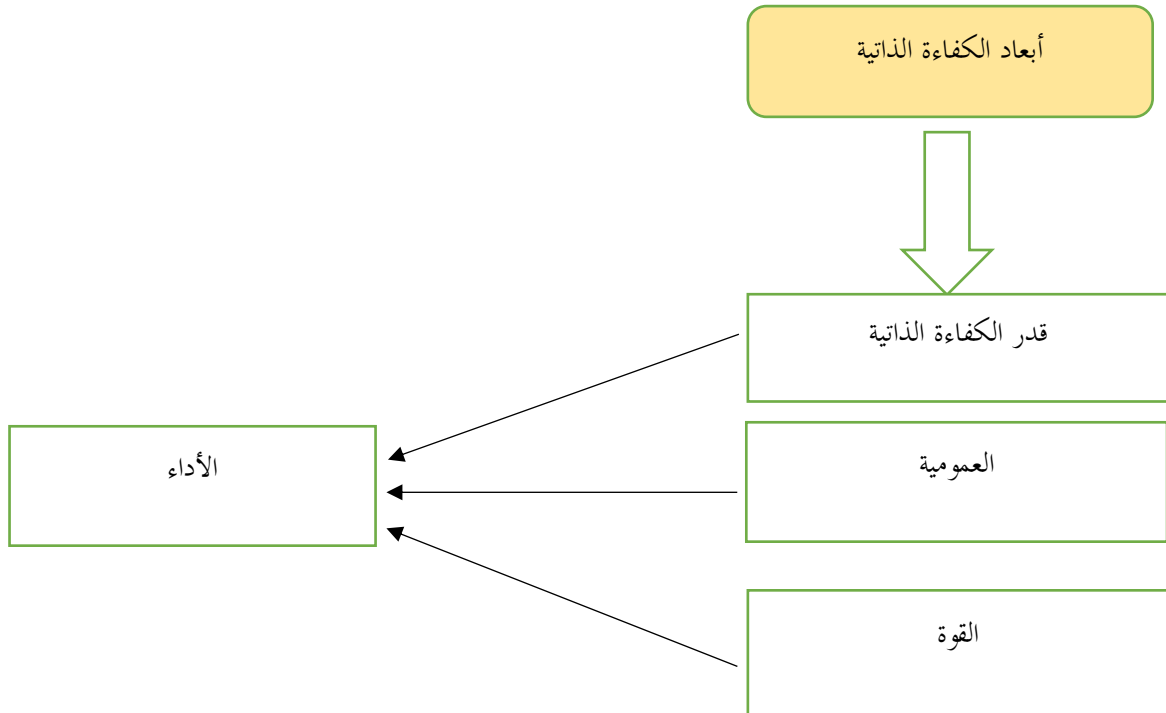 أبعاد الكفاءة الذاتية
قدر الكفاءة الذاتية
العمومية
الأداء
القوة